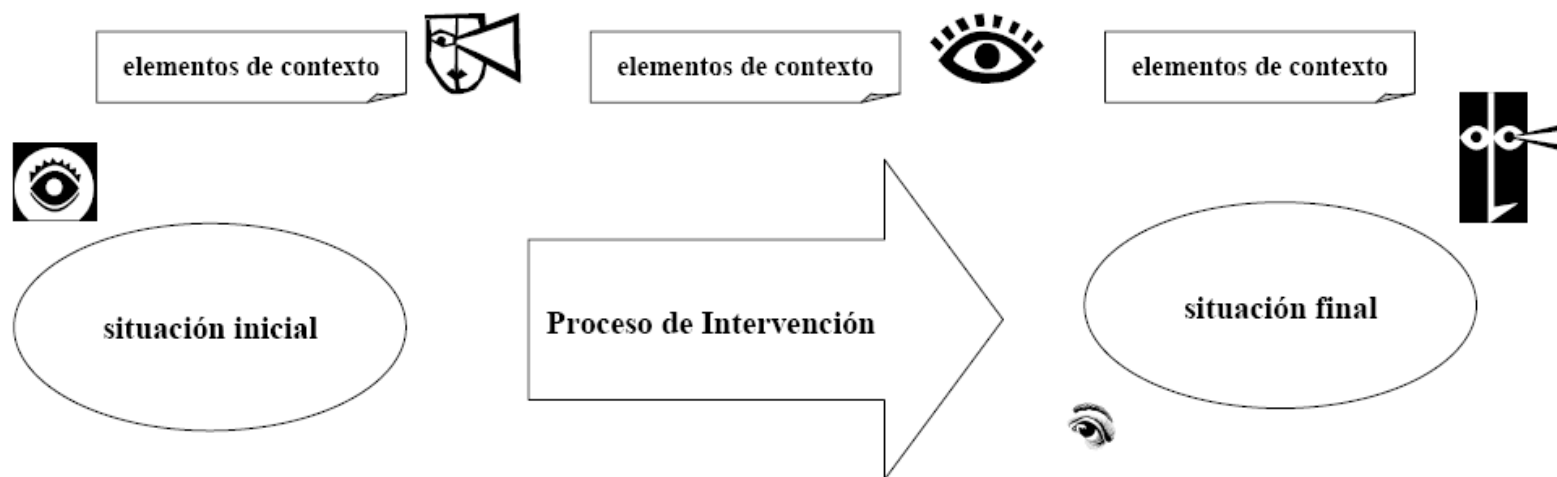 elementos de contexto
elementos de contexto
elementos de contexto
situación inicial
Proceso de Intervención
situación final